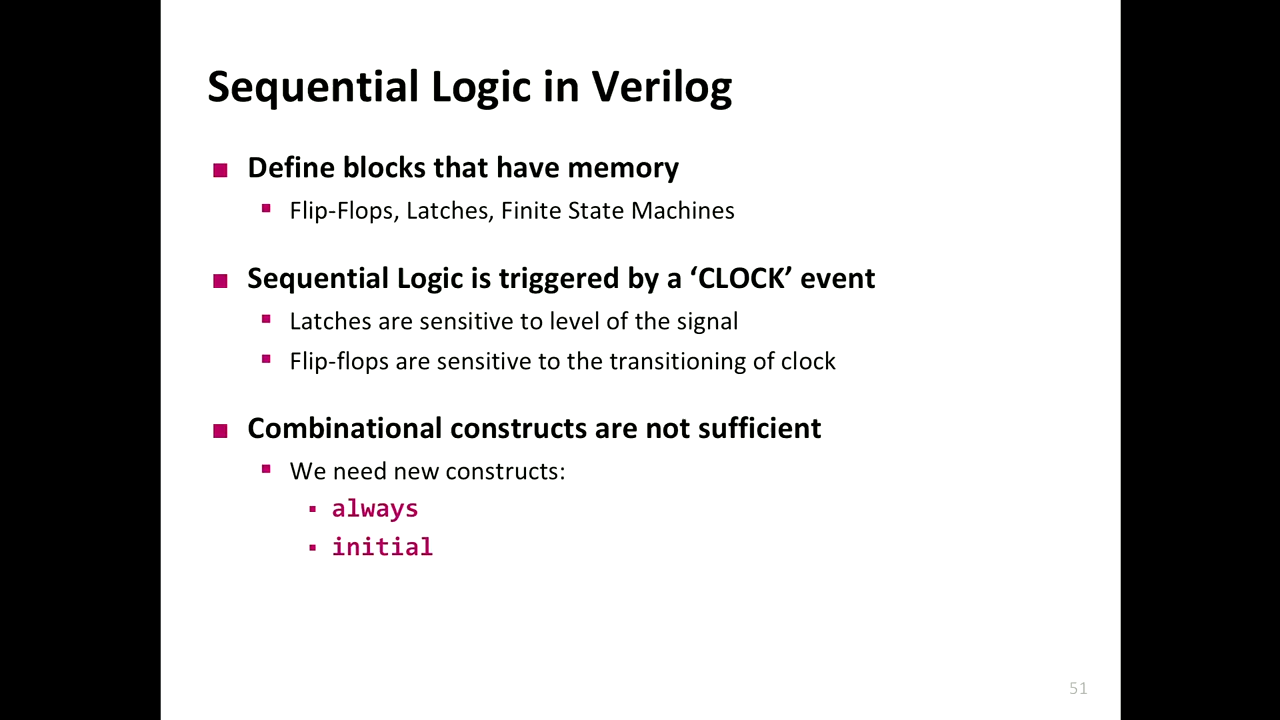 Sequential Logic in Verilog
Define blocks that have memory
Flip-Flops, Latches, Finite State Machines
Sequential Logic is triggered by a ‘CLOCK’ event
Latches are sensitive to level of the signal
Flip-flops are sensitive to the transitioning of clock
Combinational constructs are not sufficient
We need new constructs:
always
initial
51